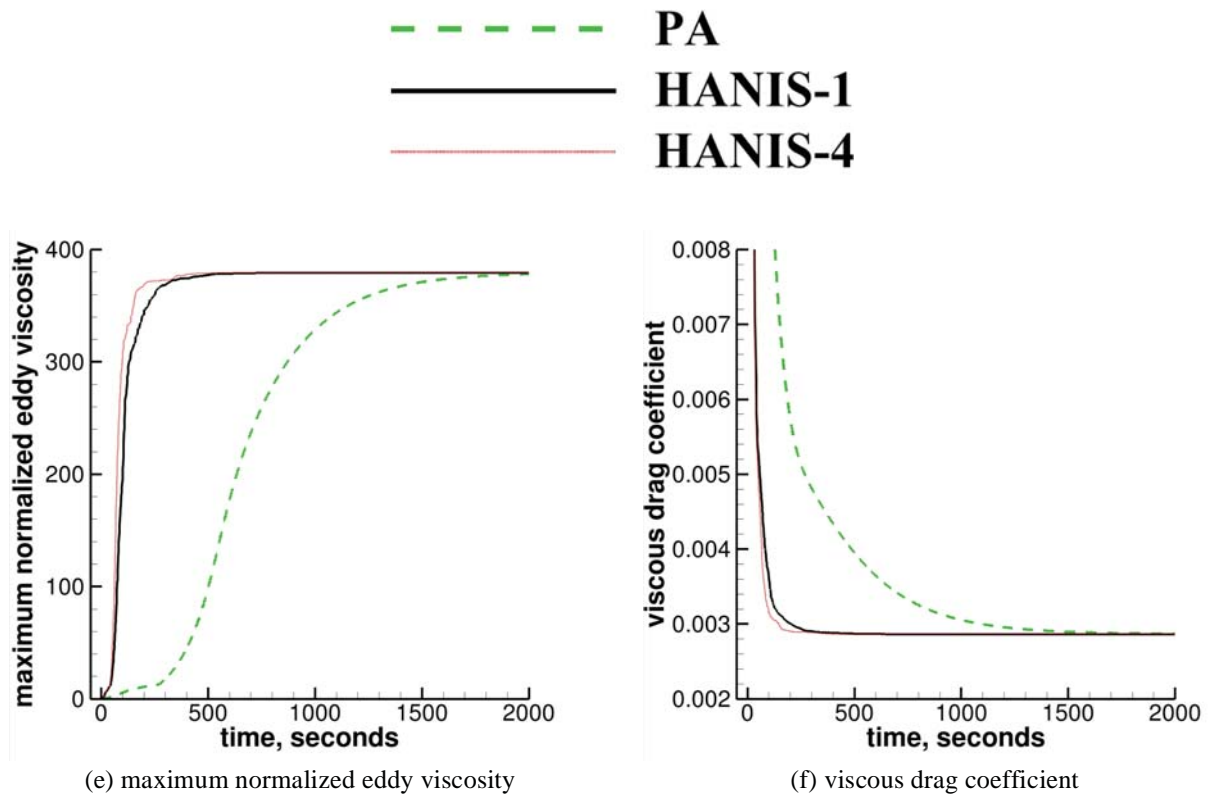 PA
HANIS-1
HANIS-4
maximum normalized eddy viscosity
400
300
200
100
0
0 500 1000 1500 2000
time, seconds
(e) maximum normalized eddy viscosity
viscous drag coefficient
0.008
0.007
0.006
0.005
0.004
0.003
0.002
0 500 1000 1500 2000
time, seconds
(f) viscous drag coefficient